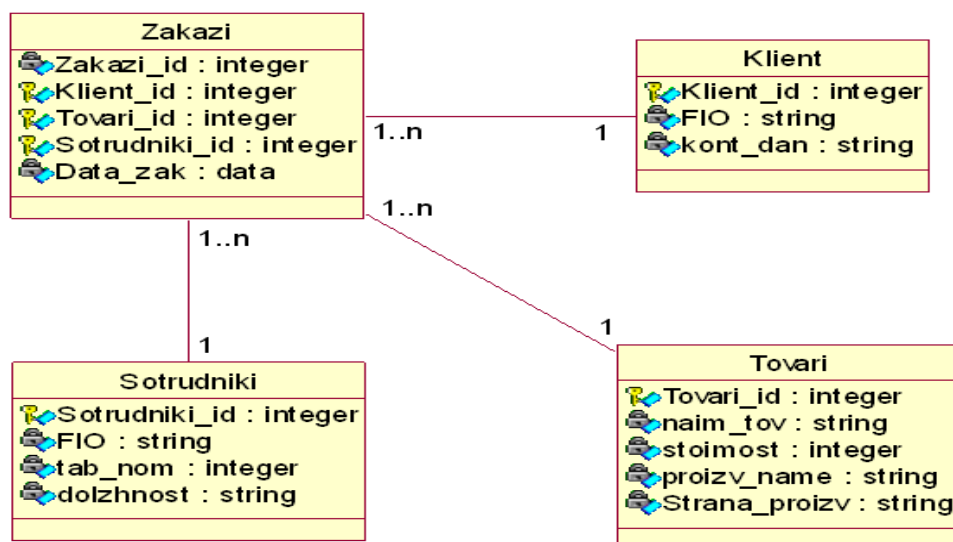 Zakazi
Zakazi_id : integer
Klient_id : integer
Tovari_id : integer
Sotrudniki_id : integer
Data_zak : data
Klient
Klient_id : integer
FIO : string
kont_dan : string
1..n
1
1..n
1..n
1
1
Sotrudniki
Sotrudniki_id : integer
FIO : string
tab_nom : integer
dolzhnost : string
Tovari
Tovari_id : integer
naim_tov : string
stoimost : integer
proizv_name : string
Strana_proizv : string